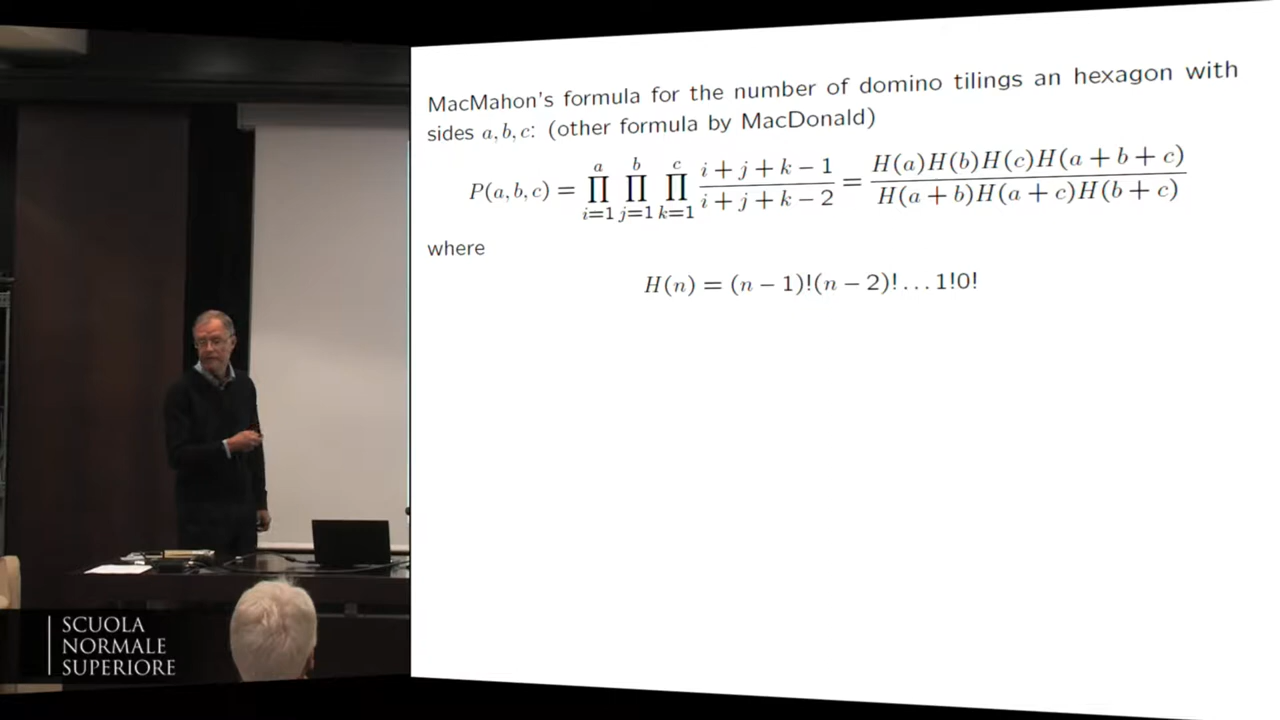 MacMahon's formula for the number of domino tilings an hexagon with
sides a, b, c: (other formula by MacDonald)
P(a, b, c) = ∏_{i=1}^{a} ∏_{j=1}^{b} ∏_{k=1}^{c} (i + j + k − 1)/(i + j + k − 2) = H(a)H(b)H(c)H(a + b + c)/(H(a + b)H(a + c)H(b + c))
where
H(n) = (n − 1)!(n − 2)! . . . 1!0!
SCUOLA
NORMALE
SUPERIORE